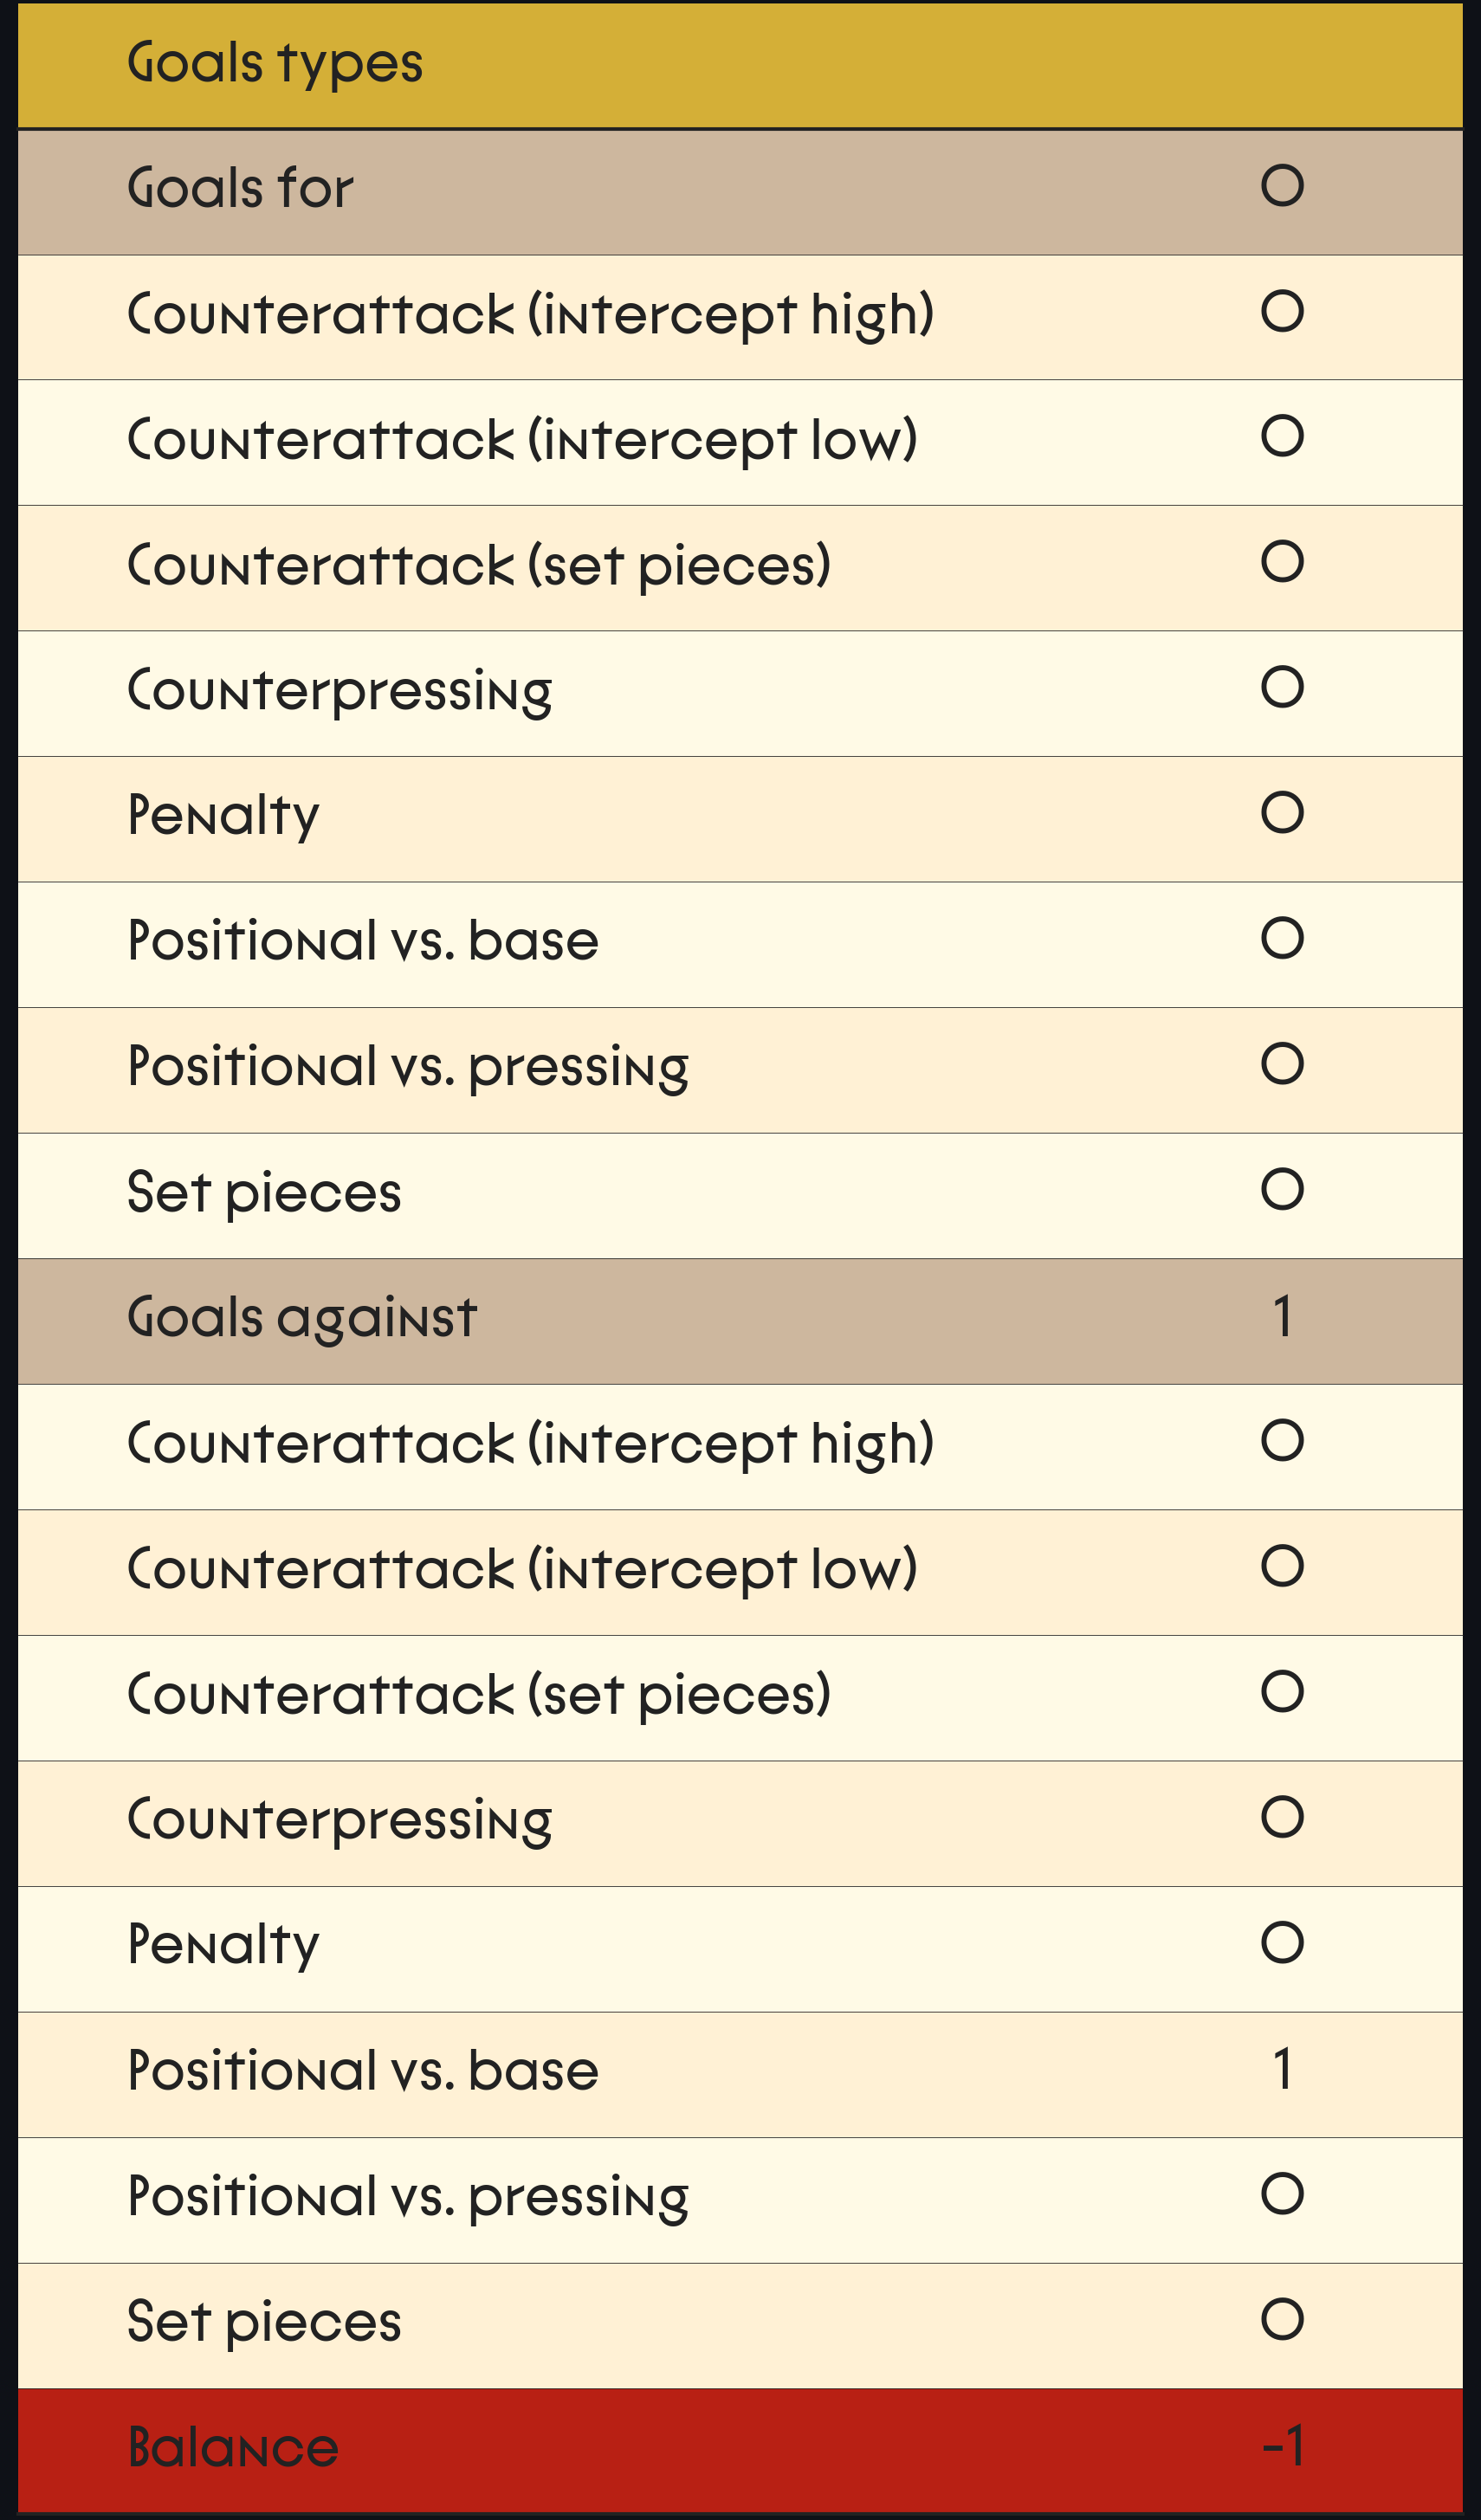 Goals types
Goals for 0
Counterattack (intercept high) 0
Counterattack (intercept low) 0
Counterattack (set pieces) 0
Counterpressing 0
Penalty 0
Positional vs. base 0
Positional vs. pressing 0
Set pieces 0
Goals against 1
Counterattack (intercept high) 0
Counterattack (intercept low) 0
Counterattack (set pieces) 0
Counterpressing 0
Penalty 0
Positional vs. base 1
Positional vs. pressing 0
Set pieces 0
Balance -1